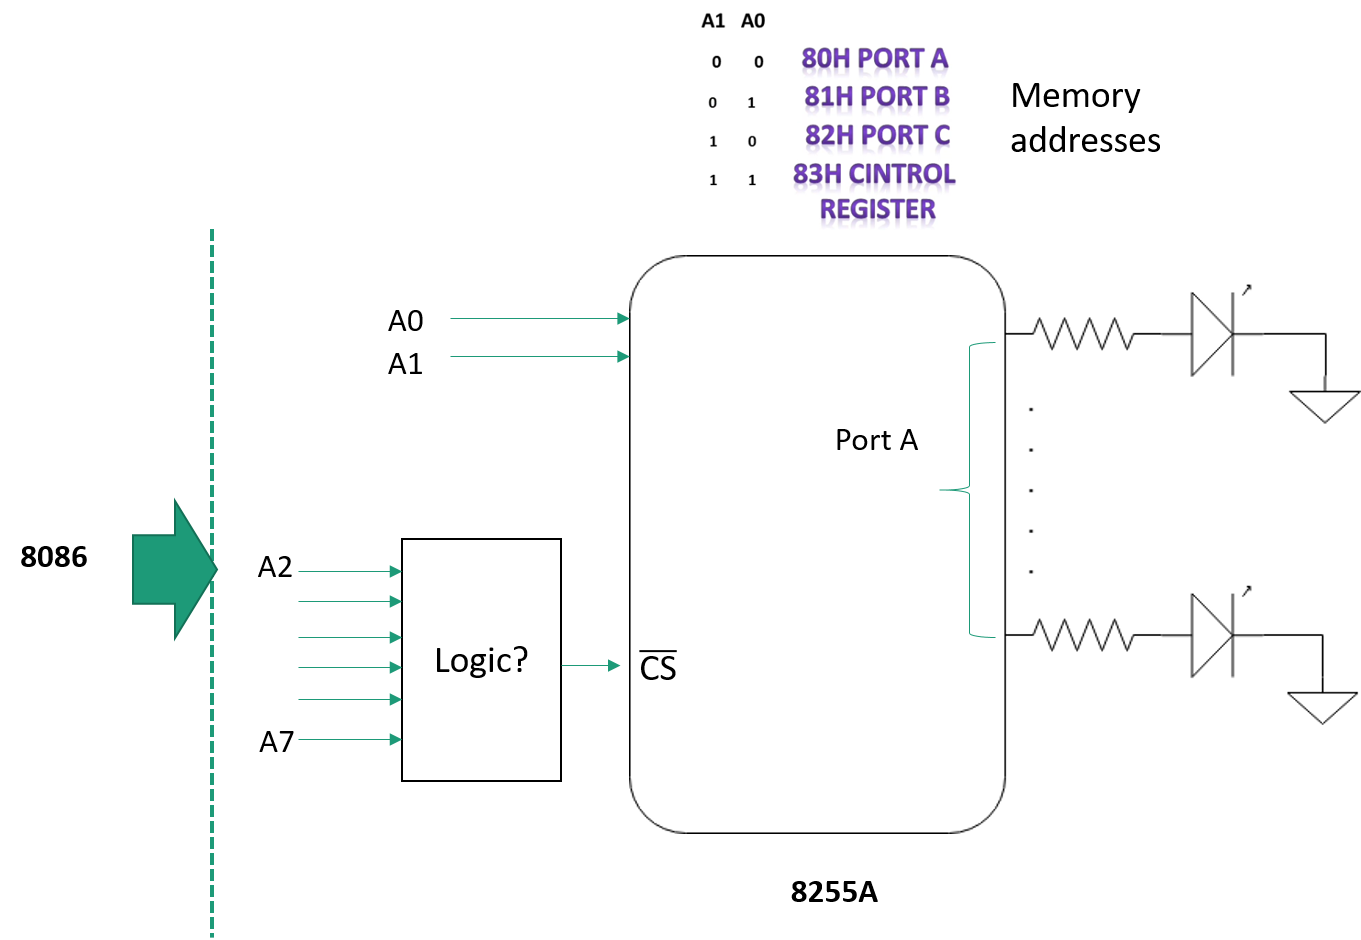 A1 A0
0 0 80H PORT A
0 1 81H PORT B
1 0 82H PORT C
1 1 83H CINTROL
REGISTER
Memory
addresses
A0
A1
Port A
8086
A2
Logic?
C̅S̅
A7
8255A